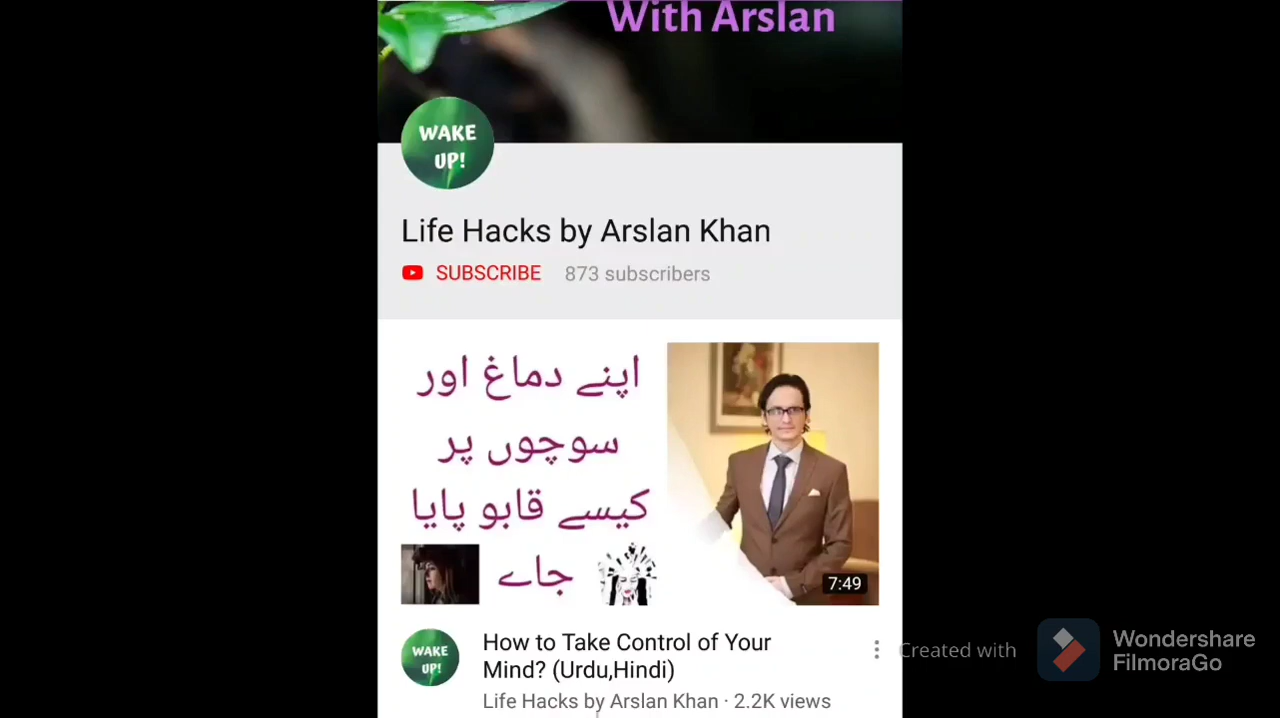 With Arslan
WAKE
UP!
Life Hacks by Arslan Khan
SUBSCRIBE 873 subscribers
اپنے دماغ اور
سوچوں پر
کیسے قابو پایا
جاے
7:49
WAKE
UP!
How to Take Control of Your
Mind? (Urdu,Hindi)
Life Hacks by Arslan Khan · 2.2K views
Created with
Wondershare
FilmoraGo